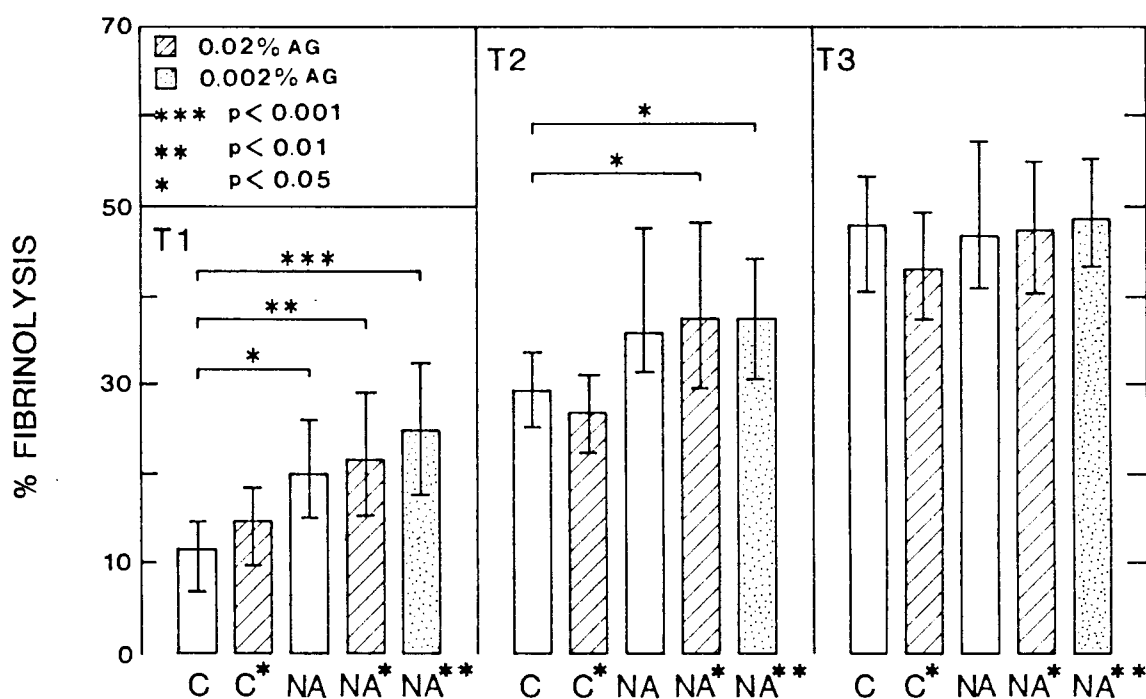 70
0.02% AG
0.002% AG
*** p< 0.001
** p< 0.01
* p< 0.05
T2
T3
*
*
50
T1
***
**
*
30
10
0
% FIBRINOLYSIS
C C* NA NA* NA**
C C* NA NA* NA**
C C* NA NA* NA**